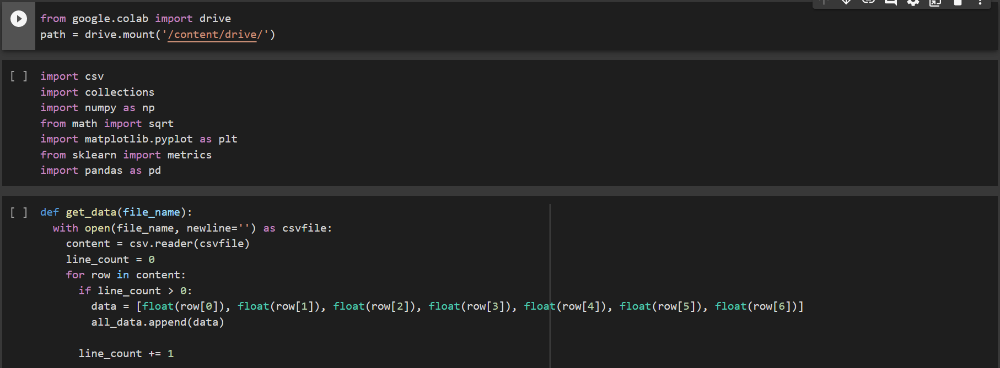 from google.colab import drive
path = drive.mount('/content/drive/')
[ ] import csv
import collections
import numpy as np
from math import sqrt
import matplotlib.pyplot as plt
from sklearn import metrics
import pandas as pd
[ ] def get_data(file_name):
with open(file_name, newline='') as csvfile:
content = csv.reader(csvfile)
line_count = 0
for row in content:
if line_count > 0:
data = [float(row[0]), float(row[1]), float(row[2]), float(row[3]), float(row[4]), float(row[5]), float(row[6])]
all_data.append(data)
line_count += 1